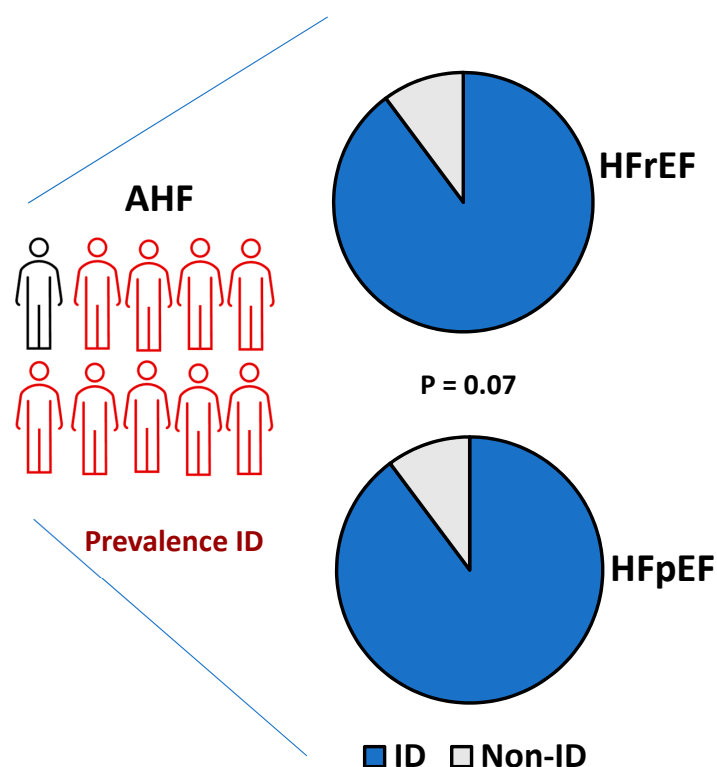 AHF
Prevalence ID
HFrEF
P = 0.07
HFpEF
ID Non-ID